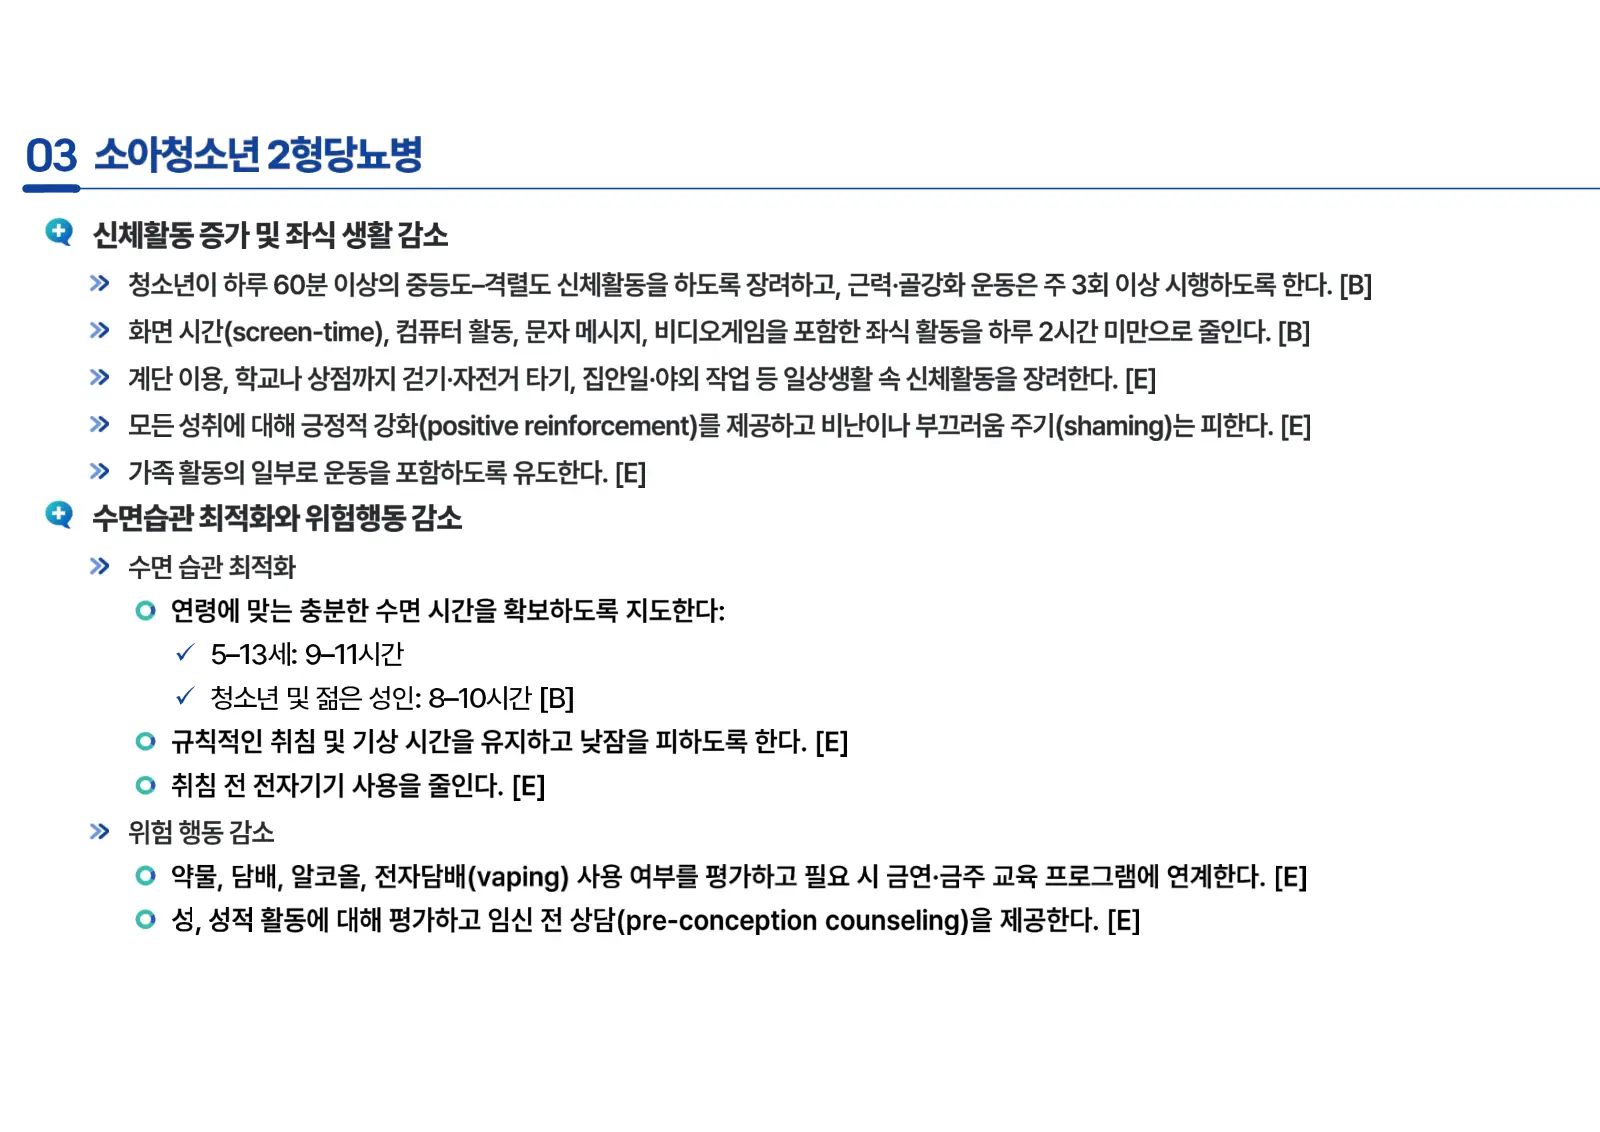 03 소아청소년 2형당뇨병
신체활동 증가 및 좌식 생활 감소
청소년이 하루 60분 이상의 중등도–격렬도 신체활동을 하도록 장려하고, 근력·골강화 운동은 주 3회 이상 시행하도록 한다. [B]
화면 시간(screen-time), 컴퓨터 활동, 문자 메시지, 비디오게임을 포함한 좌식 활동을 하루 2시간 미만으로 줄인다. [B]
계단 이용, 학교나 상점까지 걷기·자전거 타기, 집안일·야외 작업 등 일상생활 속 신체활동을 장려한다. [E]
모든 성취에 대해 긍정적 강화(positive reinforcement)를 제공하고 비난이나 부끄러움 주기(shaming)는 피한다. [E]
가족 활동의 일부로 운동을 포함하도록 유도한다. [E]
수면습관 최적화와 위험행동 감소
수면 습관 최적화
연령에 맞는 충분한 수면 시간을 확보하도록 지도한다:
5–13세: 9–11시간
청소년 및 젊은 성인: 8–10시간 [B]
규칙적인 취침 및 기상 시간을 유지하고 낮잠을 피하도록 한다. [E]
취침 전 전자기기 사용을 줄인다. [E]
위험 행동 감소
약물, 담배, 알코올, 전자담배(vaping) 사용 여부를 평가하고 필요 시 금연·금주 교육 프로그램에 연계한다. [E]
성, 성적 활동에 대해 평가하고 임신 전 상담(pre-conception counseling)을 제공한다. [E]